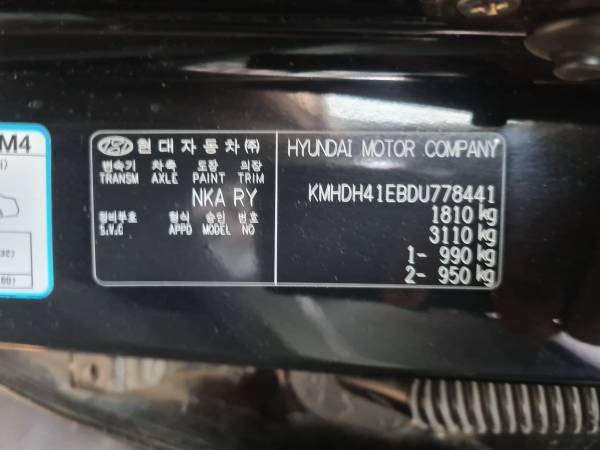 M4
현대자동차㈜
변속기 차축 도장 의장
TRANSM AXLE PAINT TRIM
NKA RY
정비부호 형식 승인 번호
S.V.C APPD MODEL NO
HYUNDAI MOTOR COMPANY
KMHDH41EBDU778441
1810 kg
3110 kg
1- 990 kg
2- 950 kg